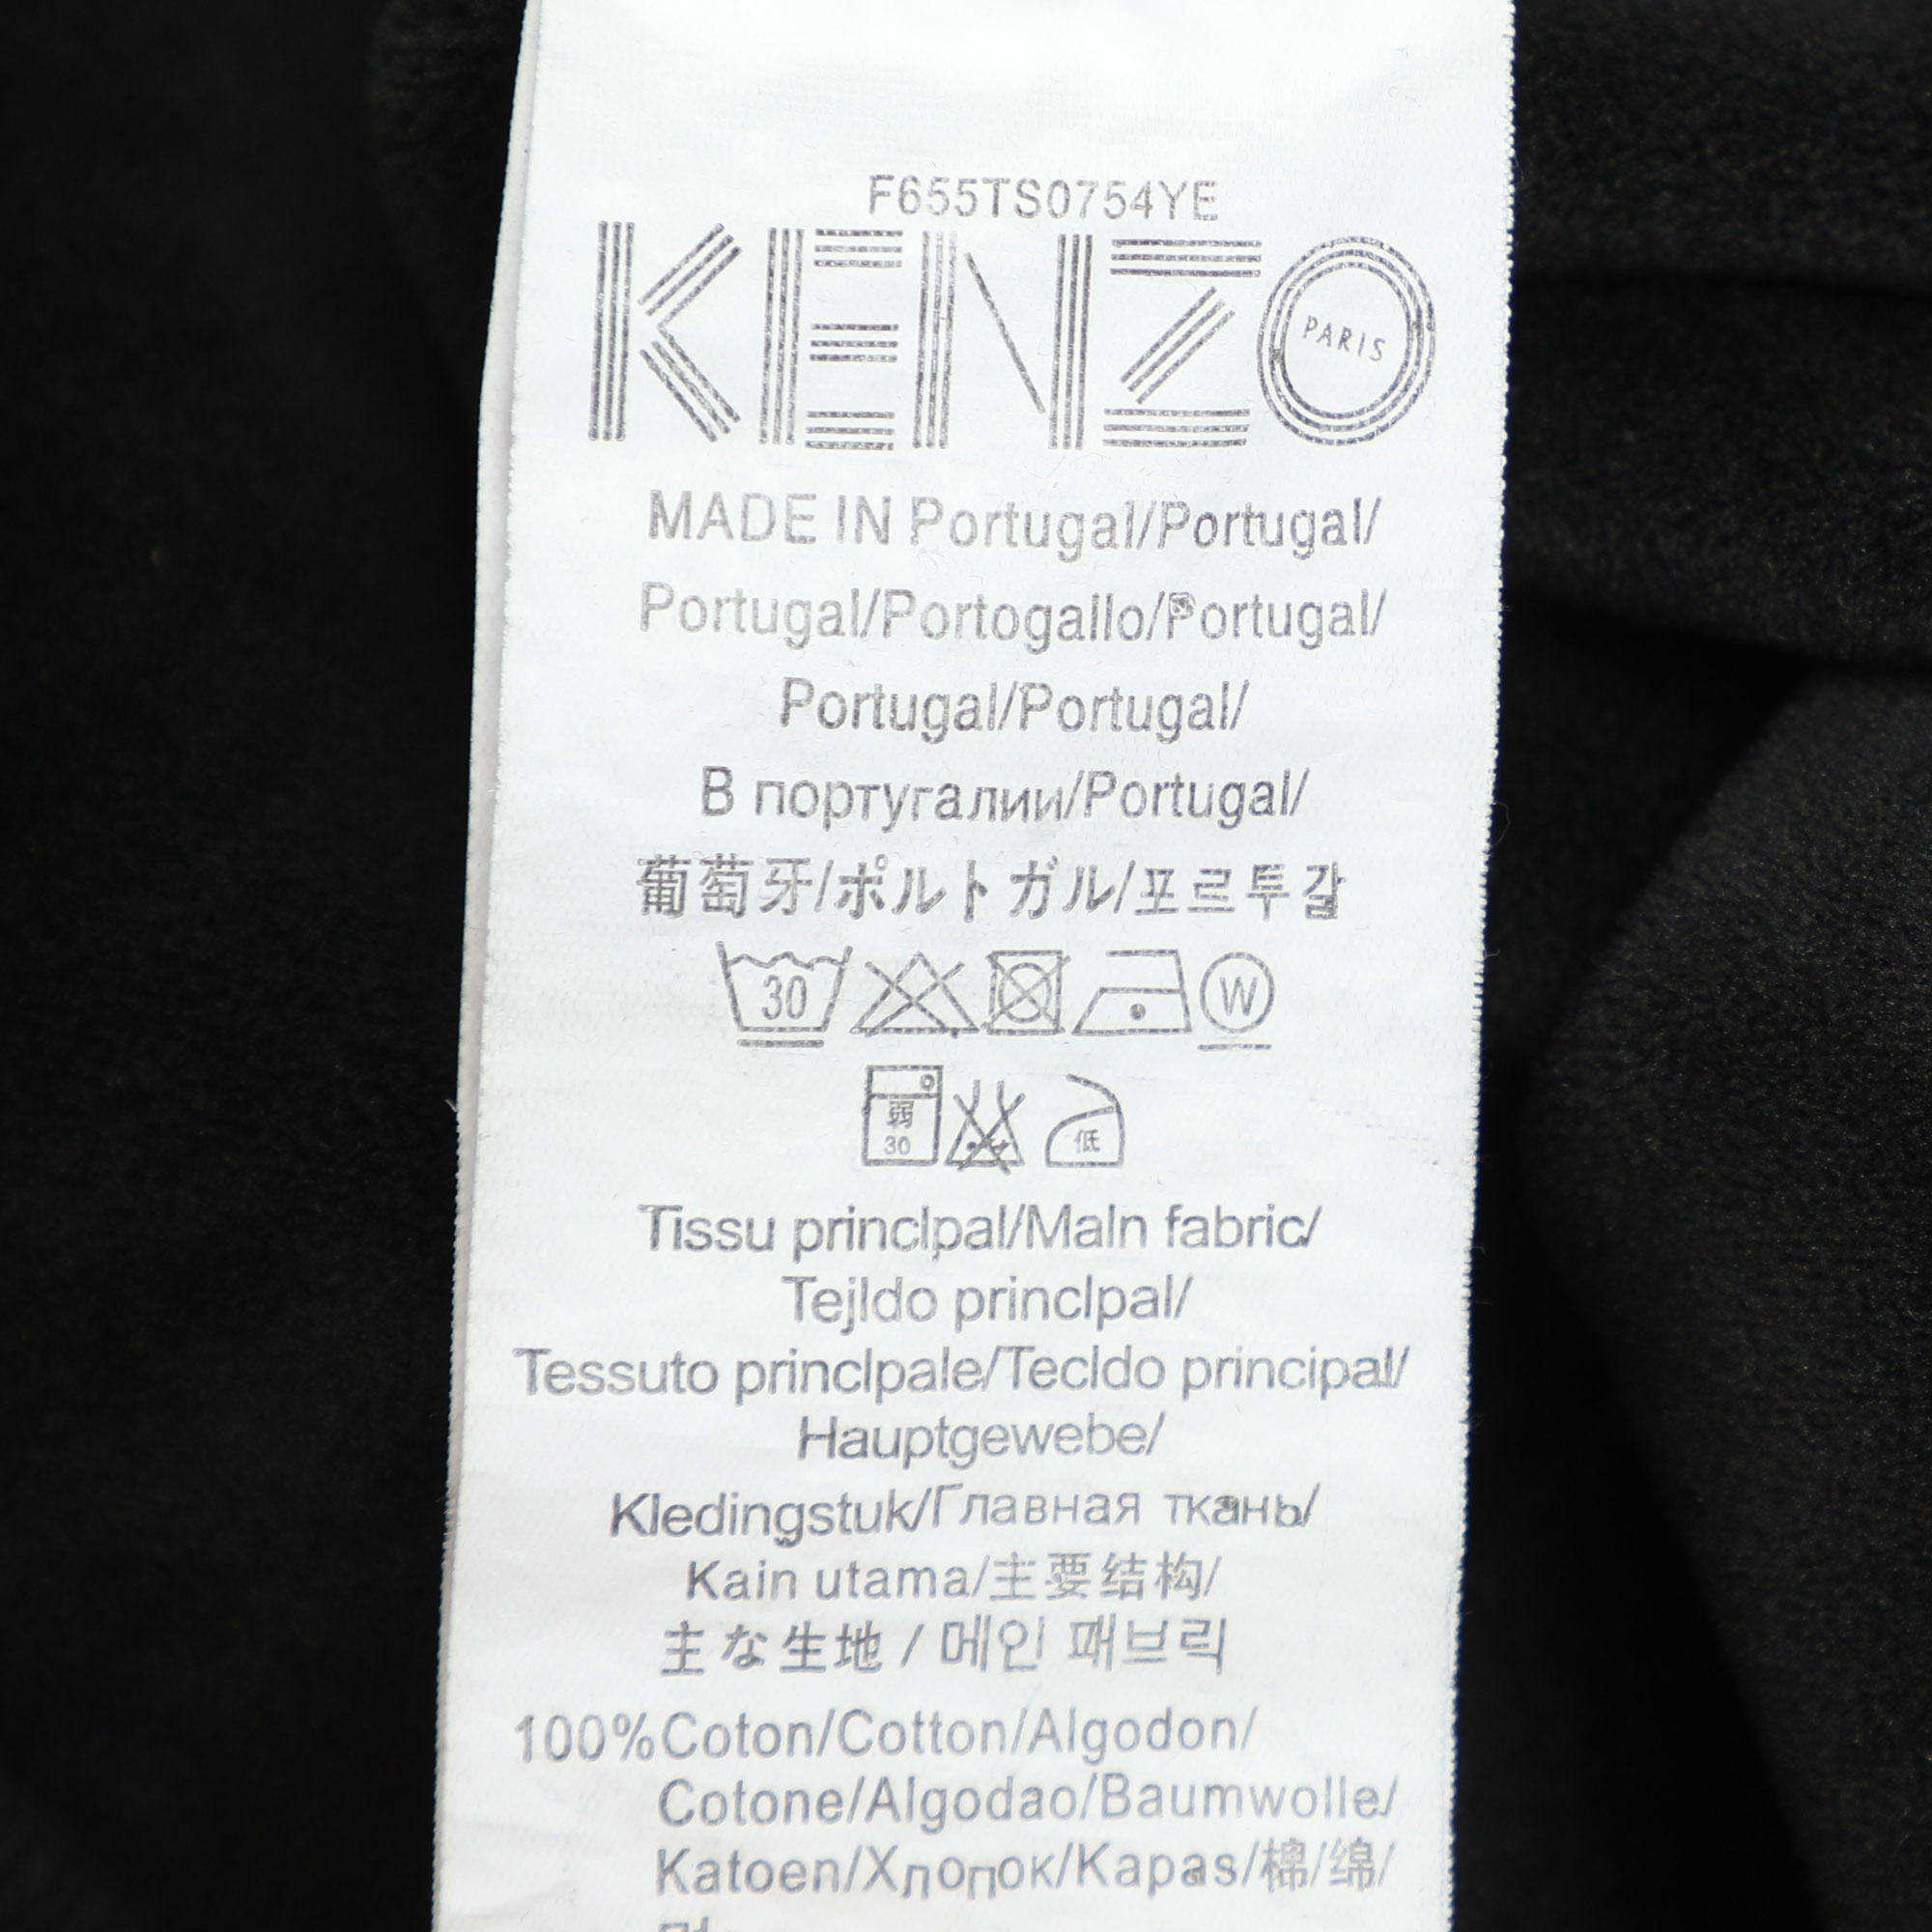 F655TS0754YE
KENZO
PARIS
MADE IN Portugal/Portugal/
Portugal/Portogallo/Portugal/
Portugal/Portugal/
В португалии/Portugal/
葡萄牙/ポルトガル/포르투갈
30 W
弱 30 低
Tissu principal/Main fabric/
Tejido principal/
Tessuto principale/Tecido principal/
Hauptgewebe/
Kledingstuk/Главная ткань/
Kain utama/主要结构/
主な生地 / 메인 패브릭
100%Coton/Cotton/Algodon/
Cotone/Algodao/Baumwolle/
Katoen/Хлопок/Kapas/棉/绵/